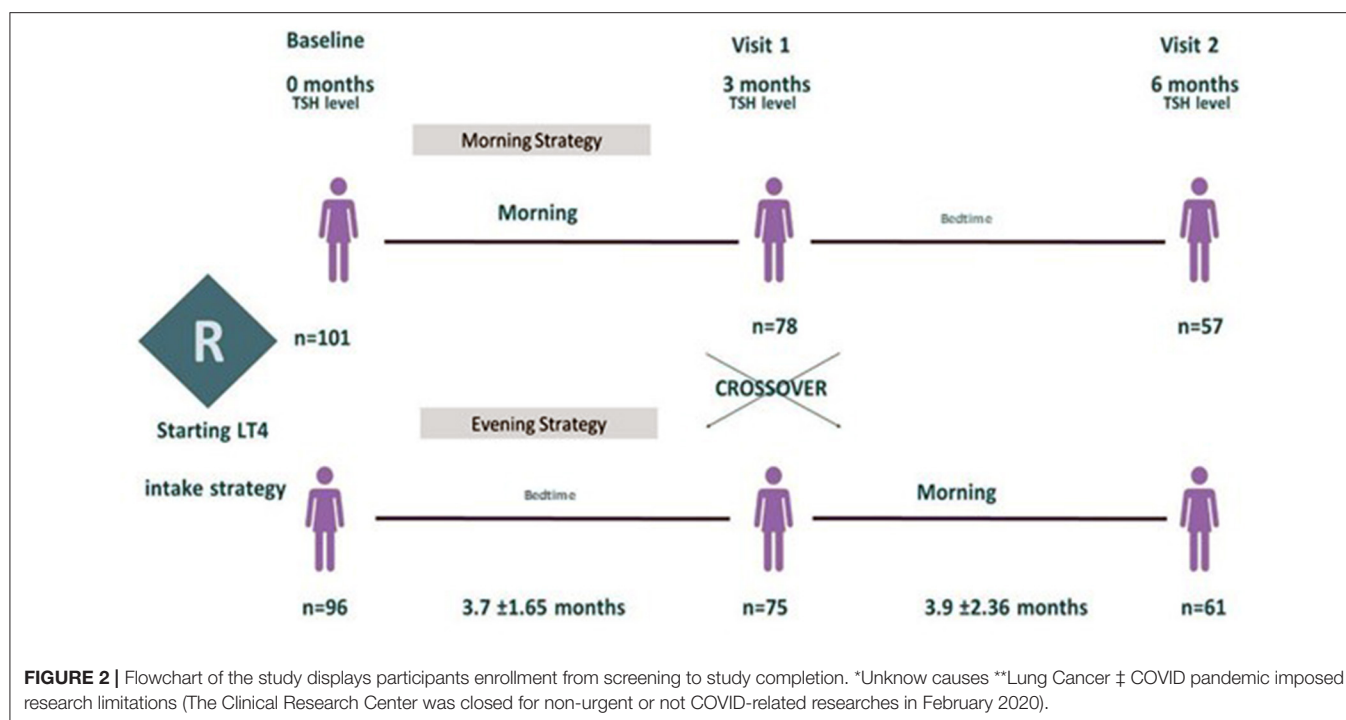 Baseline
Visit 1
Visit 2
0 months
3 months
6 months
TSH level
TSH level
TSH level
Morning Strategy
Morning
Bedtime
R
n=101
n=78
n=57
CROSSOVER
Starting LT4
intake strategy
Evening Strategy
Bedtime
Morning
n=96
3.7 ±1.65 months
n=75
3.9 ±2.36 months
n=61
FIGURE 2 | Flowchart of the study displays participants enrollment from screening to study completion. *Unknow causes **Lung Cancer ‡ COVID pandemic imposed
research limitations (The Clinical Research Center was closed for non-urgent or not COVID-related researches in February 2020).